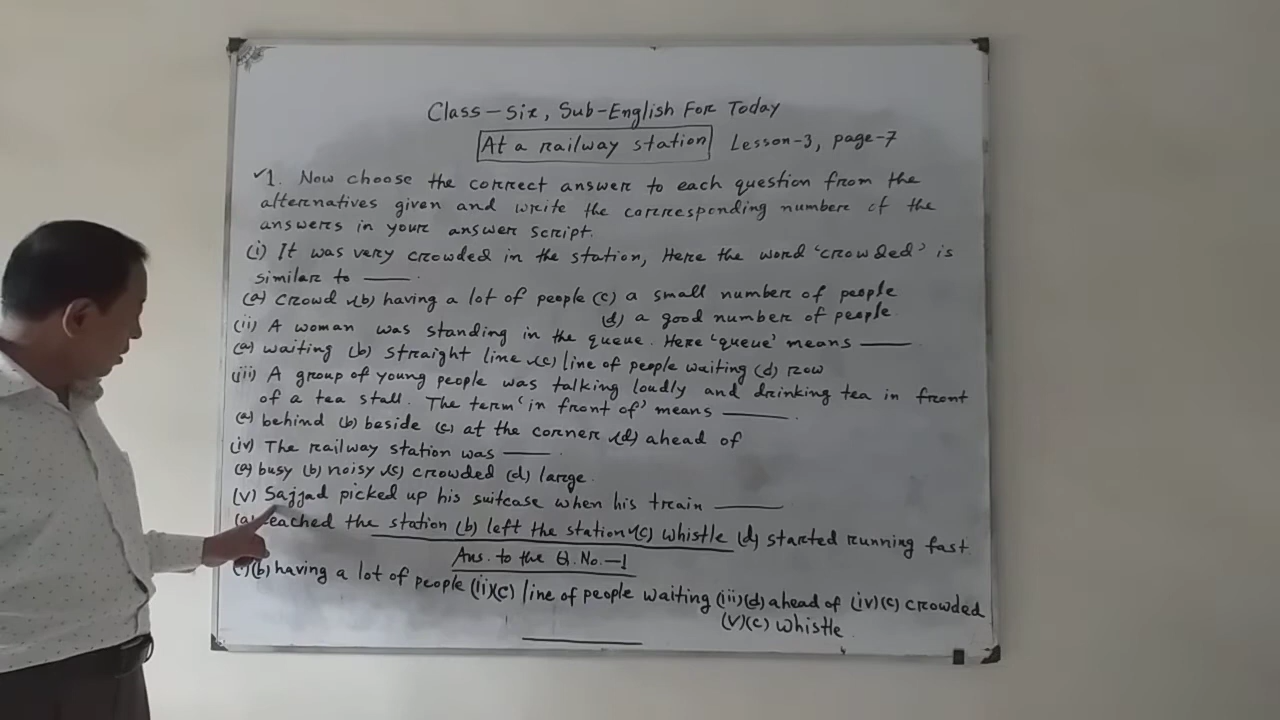 Class-Six, Sub-English For Today
At a railway station Lesson-3, page-7
✓1. Now choose the correct answer to each question from the
alternatives given and write the corresponding number of the
answers in your answer script.
(i) It was very crowded in the station, Here the word 'crowded' is
similar to ____.
(a) crowd ✓(b) having a lot of people (c) a small number of people
(d) a good number of people.
(ii) A woman was standing in the queue. Here 'queue' means ____.
(a) waiting (b) straight line ✓(c) line of people waiting (d) row
(iii) A group of young people was talking loudly and drinking tea in front
of a tea stall. The term 'in front of' means ____.
(a) behind (b) beside (c) at the corner ✓(d) ahead of
(iv) The railway station was ____.
(a) busy (b) noisy ✓(c) crowded (d) large.
(v) Sajjad picked up his suitcase when his train ____
(a) reached the station (b) left the station ✓(c) whistle (d) started running fast.
Ans. to the Q. No.-1
(i)(b) having a lot of people (ii)(c) line of people waiting (iii)(d) ahead of (iv)(c) crowded
(v)(c) whistle.